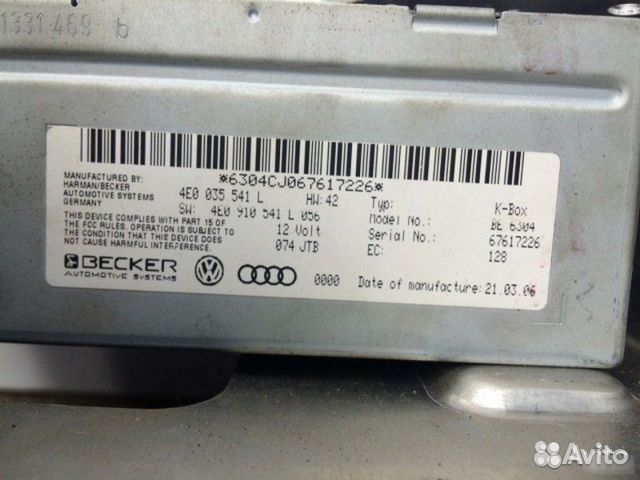 1331 469 b
*6304CJ067617226*
MANUFACTURED BY:
HARMAN/BECKER
AUTOMOTIVE SYSTEMS
GERMANY
4E0 035 541 L HW: 42
SW: 4E0 910 541 L 056
DEVICE COMPLIES WITH PART 15 OF
THE FCC RULES. OPERATION IS SUBJECT TO
THE CONDITION THAT THIS DEVICE DOES
NOT CAUSE HARMFUL INTERFERENCE
12 Volt
074 JTB
Typ: K-Box
Model No.: BE 6304
Serial No.: 67617226
EC: 128
BECKER
AUTOMOTIVE SYSTEMS
0000
Date of manufacture: 21.03.06
Avito